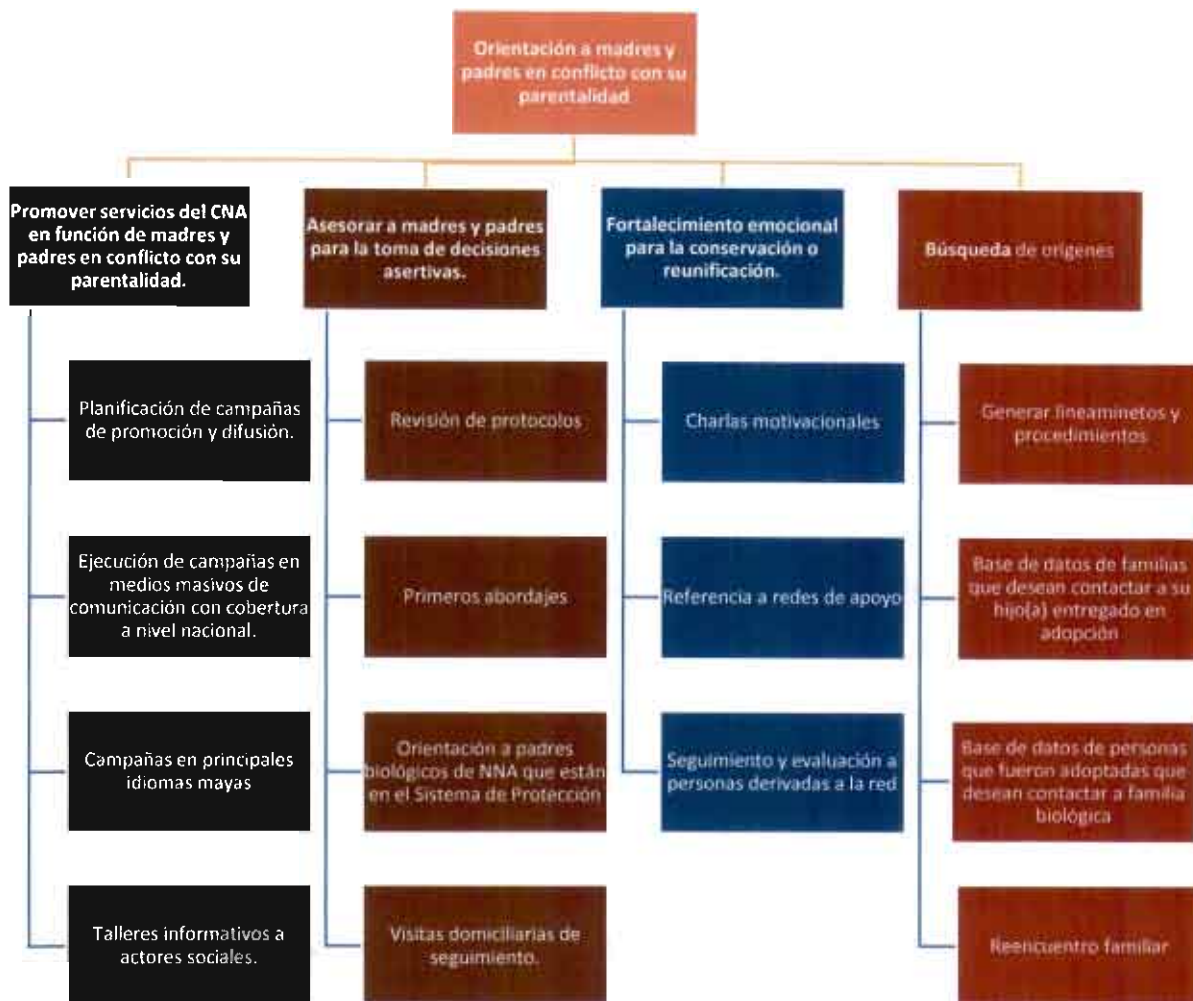 Orientación a madres y
padres en conflicto con su
parentalidad
Promover servicios del CNA
en función de madres y
padres en conflicto con su
parentalidad.
Planificación de campañas
de promoción y difusión.
Ejecución de campañas en
medios masivos de
comunicación con cobertura
a nivel nacional.
Campañas en principales
idiomas mayas
Talleres informativos a
actores sociales.
Asesorar a madres y padres
para la toma de decisiones
asertivas.
Revisión de protocolos
Primeros abordajes
Orientación a padres
biológicos de NNA que están
en el Sistema de Protección
Visitas domiciliarias de
seguimiento.
Fortalecimiento emocional
para la conservación o
reunificación.
Charlas motivacionales
Referencia a redes de apoyo
Seguimiento y evaluación a
personas derivadas a la red
Búsqueda de orígenes
Generar lineaminetos y
procedimientos
Base de datos de familias
que desean contactar a su
hijo(a) entregado en
adopción
Base de datos de personas
que fueron adoptadas que
desean contactar a familia
biológica
Reencuentro familiar